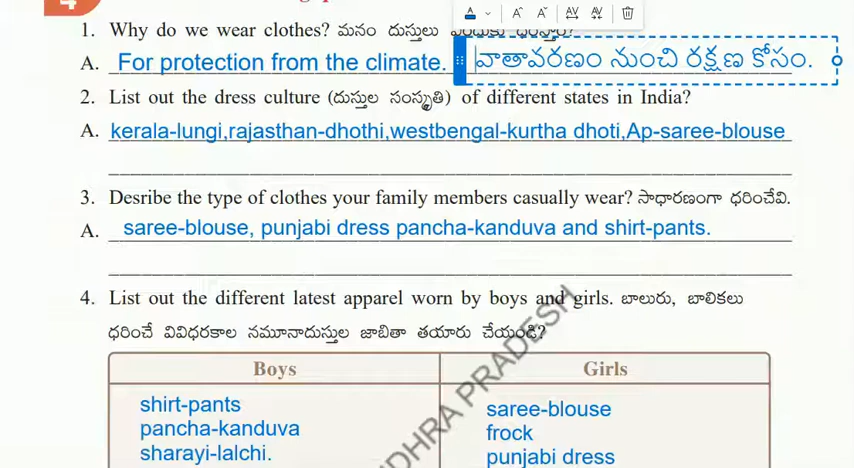 4
1. Why do we wear clothes? మనం దుస్తులు ఎందుకు ధరిస్తాం?
A. For protection from the climate. వాతావరణం నుంచి రక్షణ కోసం.
2. List out the dress culture (దుస్తుల సంస్కృతి) of different states in India?
A. kerala-lungi,rajasthan-dhothi,westbengal-kurtha dhoti,Ap-saree-blouse
3. Desribe the type of clothes your family members casually wear? సాధారణంగా ధరించేవి.
A. saree-blouse, punjabi dress pancha-kanduva and shirt-pants.
4. List out the different latest apparel worn by boys and girls. బాలురు, బాలికలు
ధరించే వివిధరకాల నమూనాదుస్తుల జాబితా తయారు చేయండి?
Boys Girls
shirt-pants saree-blouse
pancha-kanduva frock
sharayi-lalchi. punjabi dress
NDHRA PRADESH